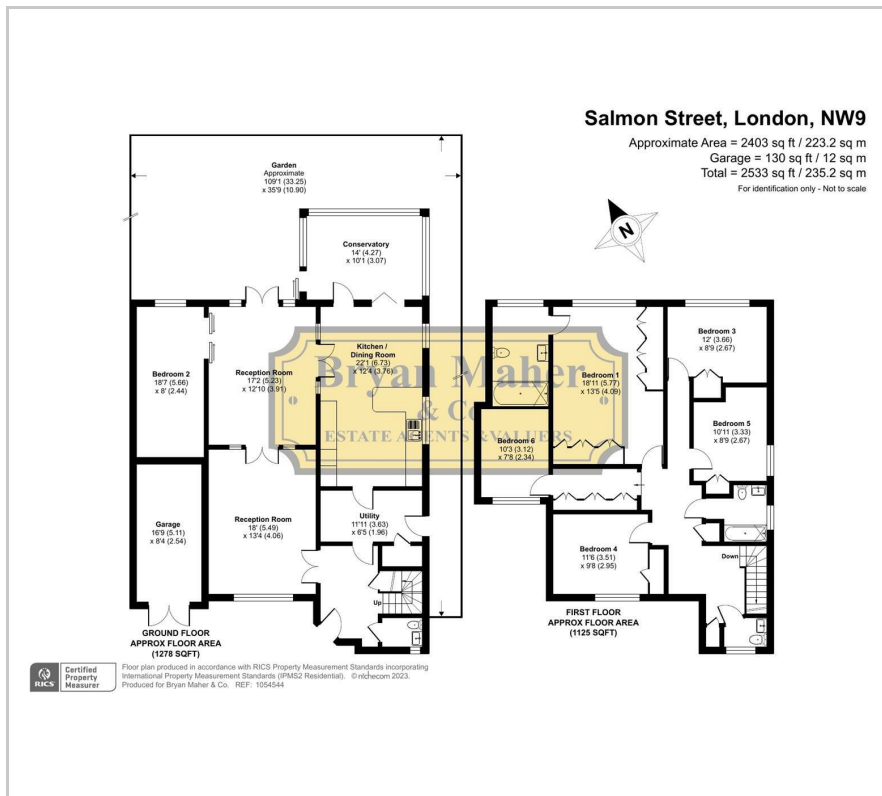 Salmon Street, London, NW9
Approximate Area = 2403 sq ft / 223.2 sq m
Garage = 130 sq ft / 12 sq m
Total = 2533 sq ft / 235.2 sq m
For identification only - Not to scale
N
Garden
Approximate
109'1 (33.25)
x 35'9 (10.90)
Conservatory
14' (4.27)
x 10'1 (3.07)
Bedroom 2
18'7 (5.66)
x 8' (2.44)
Reception Room
17'2 (5.23)
x 12'10 (3.91)
Kitchen /
Dining Room
22'1 (6.73)
x 12'4 (3.76)
Garage
16'9 (5.11)
x 8'4 (2.54)
Reception Room
18' (5.49)
x 13'4 (4.06)
Utility
11'11 (3.63)
x 6'5 (1.96)
Up
GROUND FLOOR
APPROX FLOOR AREA
(1278 SQFT)
Bedroom 1
18'11 (5.77)
x 13'5 (4.09)
Bedroom 3
12' (3.66)
x 8'9 (2.67)
Bedroom 5
10'11 (3.33)
x 8'9 (2.67)
Bedroom 6
10'3 (3.12)
x 7'8 (2.34)
Bedroom 4
11'6 (3.51)
x 9'8 (2.95)
Down
FIRST FLOOR
APPROX FLOOR AREA
(1125 SQFT)
Bryan Maher
& Co
ESTATE AGENTS & VALUERS
RICS
Certified
Property
Measurer
Floor plan produced in accordance with RICS Property Measurement Standards incorporating
International Property Measurement Standards (IPMS2 Residential). © nichecom 2023.
Produced for Bryan Maher & Co. REF: 1054544